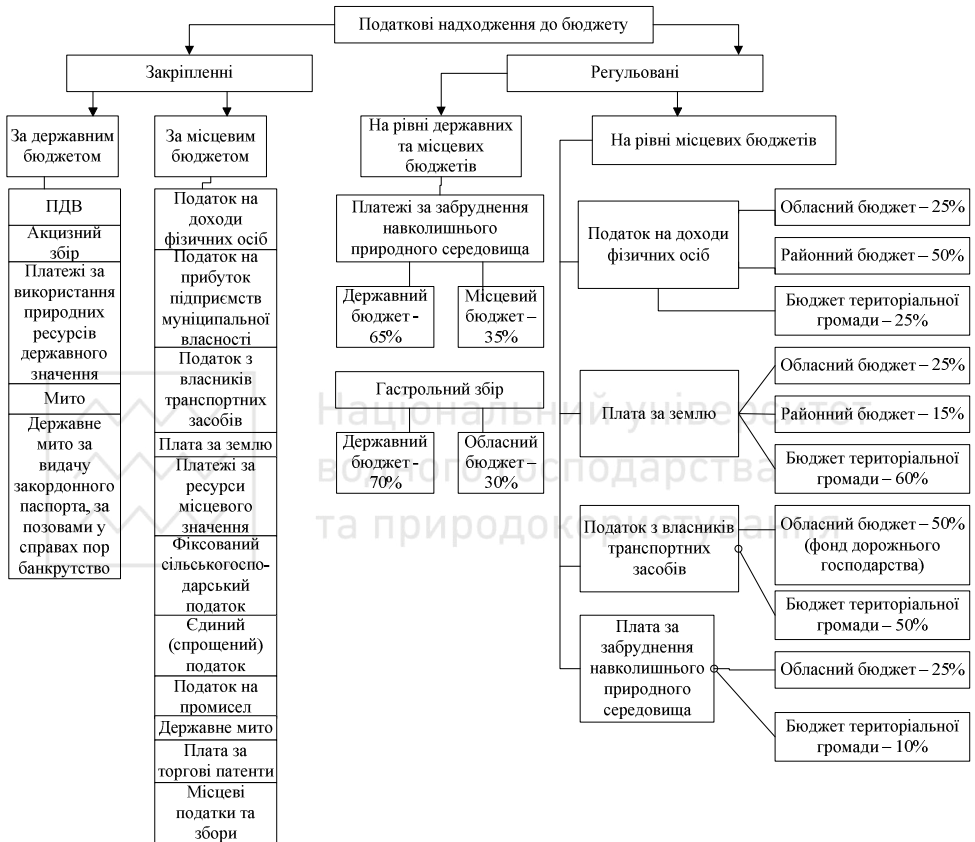 Податкові надходження до бюджету
Закріпленні
Регульовані
За державним
бюджетом
За місцевим
бюджетом
На рівні державних
та місцевих
бюджетів
На рівні місцевих бюджетів
ПДВ
Акцизний
збір
Платежі за
використання
природних
ресурсів
державного
значення
Мито
Державне
мито за
видачу
закордонного
паспорта, за
позовами у
справах пор
банкрутство
Податок на
доходи
фізичних осіб
Податок на
прибуток
підприємств
муніципальної
власності
Податок з
власників
транспортних
засобів
Плата за землю
Платежі за
ресурси
місцевого
значення
Фіксований
сільськогоспо-
дарський
податок
Єдиний
(спрощений)
податок
Податок на
промисел
Державне мито
Плата за
торгові патенти
Місцеві
податки та
збори
Платежі за забруднення
навколишнього
природного середовища
Державний
бюджет -
65%
Місцевий
бюджет –
35%
Гастрольний збір
Державний
бюджет -
70%
Обласний
бюджет –
30%
Податок на доходи
фізичних осіб
Обласний бюджет – 25%
Районний бюджет – 50%
Бюджет територіальної
громади – 25%
Плата за землю
Обласний бюджет – 25%
Районний бюджет – 15%
Бюджет територіальної
громади – 60%
Податок з власників
транспортних
засобів
Обласний бюджет – 50%
(фонд дорожнього
господарства)
Бюджет територіальної
громади – 50%
Плата за
забруднення
навколишнього
природного
середовища
Обласний бюджет – 25%
Бюджет територіальної
громади – 10%
Національний університет
водного господарства
та природокористування